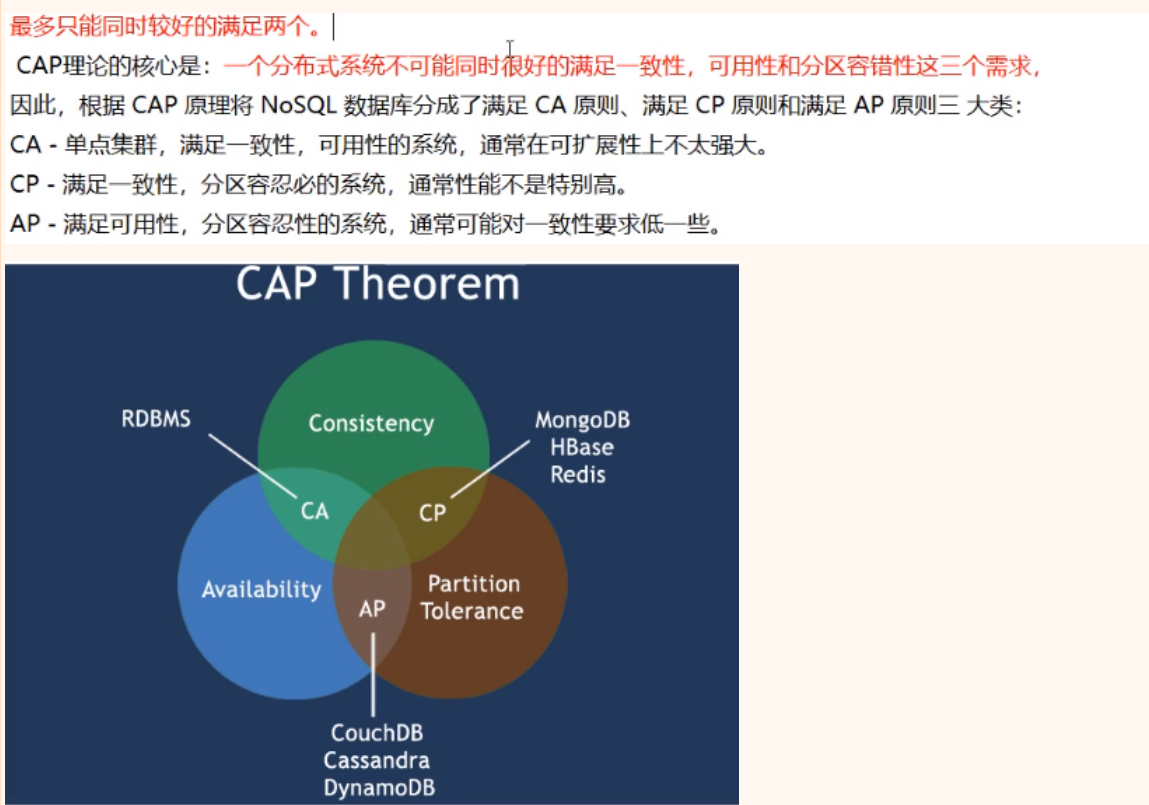 最多只能同时较好的满足两个。
CAP理论的核心是：一个分布式系统不可能同时很好的满足一致性，可用性和分区容错性这三个需求，
因此，根据 CAP 原理将 NoSQL 数据库分成了满足 CA 原则、满足 CP 原则和满足 AP 原则三 大类：
CA - 单点集群，满足一致性，可用性的系统，通常在可扩展性上不太强大。
CP - 满足一致性，分区容忍必的系统，通常性能不是特别高。
AP - 满足可用性，分区容忍性的系统，通常可能对一致性要求低一些。
CAP Theorem
RDBMS
Consistency
MongoDB
HBase
Redis
CA
CP
Availability
Partition
Tolerance
AP
CouchDB
Cassandra
DynamoDB